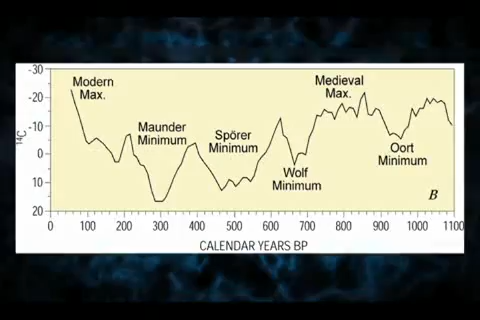 -30
-20
-10
0
10
20
14C
Modern
Max.
Maunder
Minimum
Spörer
Minimum
Wolf
Minimum
Medieval
Max.
Oort
Minimum
B
0 100 200 300 400 500 600 700 800 900 1000 1100
CALENDAR YEARS BP